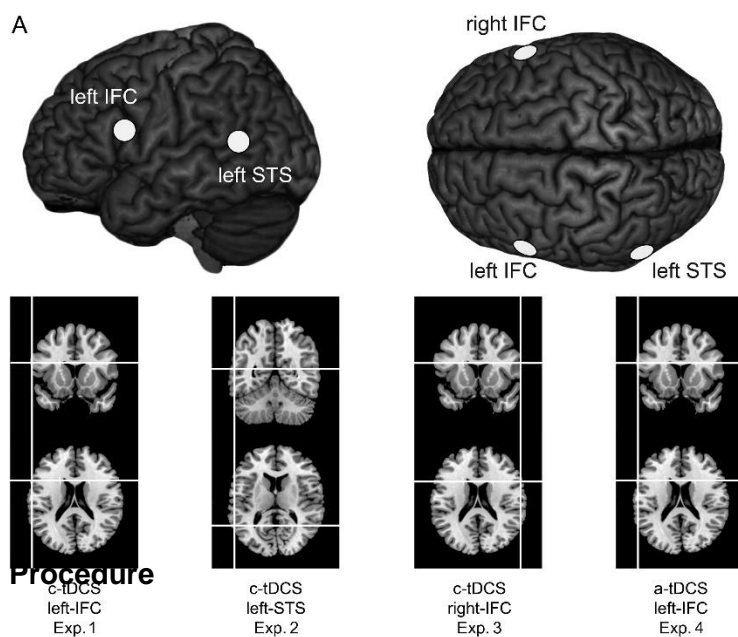 A
right IFC
left IFC
left STS
left IFC
left STS
Procedure
c-tDCS
left-IFC
Exp. 1
c-tDCS
left-STS
Exp. 2
c-tDCS
right-IFC
Exp. 3
a-tDCS
left-IFC
Exp. 4